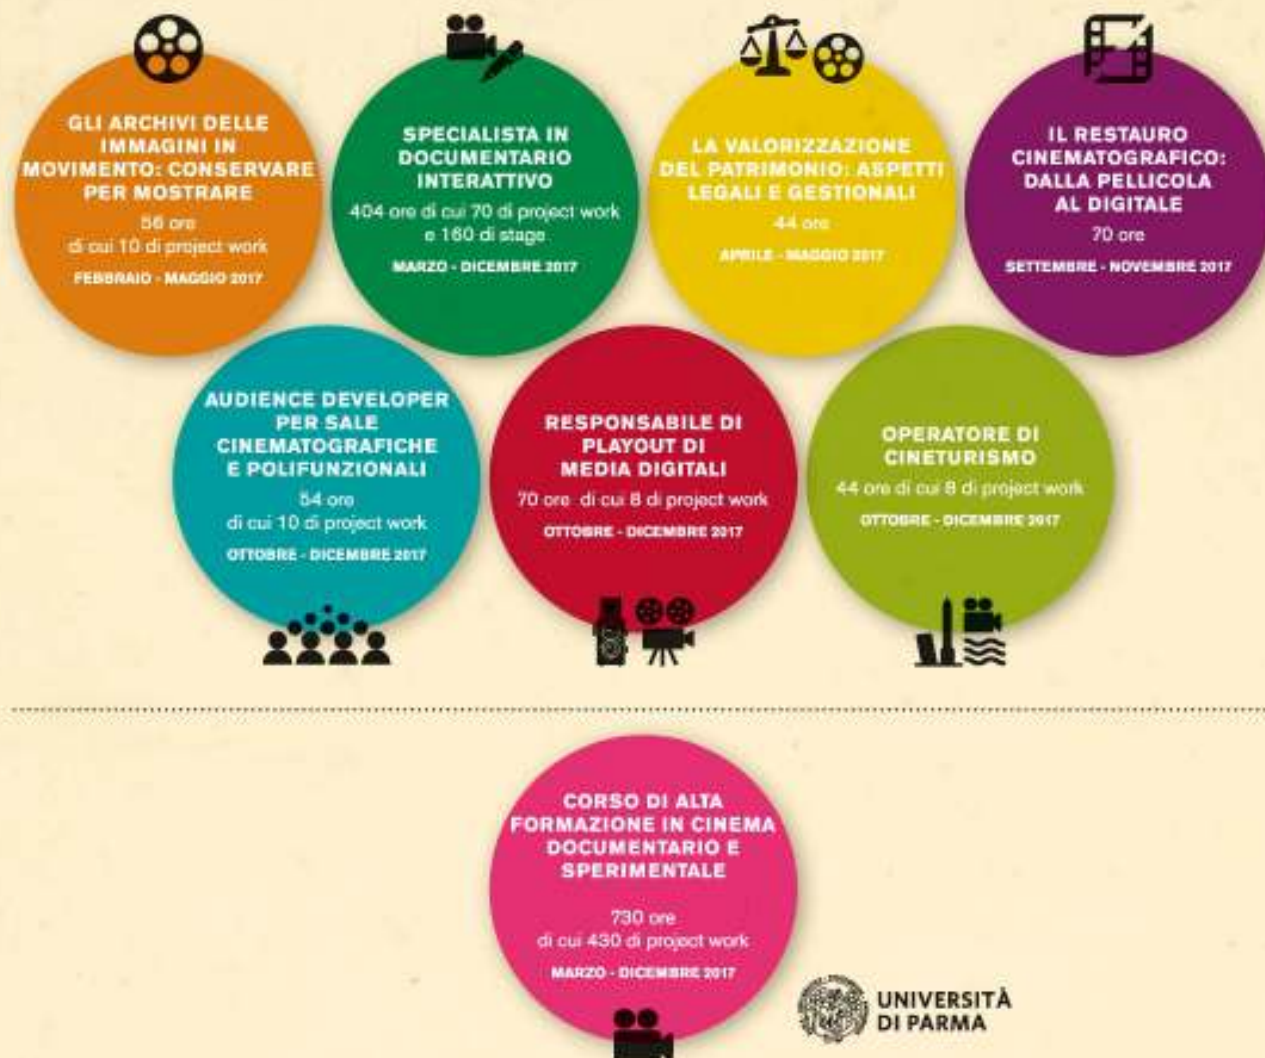 GLI ARCHIVI DELLE
IMMAGINI IN
MOVIMENTO: CONSERVARE
PER MOSTRARE
56 ore
di cui 10 di project work
FEBBRAIO - MAGGIO 2017
SPECIALISTA IN
DOCUMENTARIO
INTERATTIVO
404 ore di cui 70 di project work
e 160 di stage
MARZO - DICEMBRE 2017
LA VALORIZZAZIONE
DEL PATRIMONIO: ASPETTI
LEGALI E GESTIONALI
44 ore
APRILE - MAGGIO 2017
IL RESTAURO
CINEMATOGRAFICO:
DALLA PELLICOLA
AL DIGITALE
70 ore
SETTEMBRE - NOVEMBRE 2017
AUDIENCE DEVELOPER
PER SALE
CINEMATOGRAFICHE
E POLIFUNZIONALI
54 ore
di cui 10 di project work
OTTOBRE - DICEMBRE 2017
RESPONSABILE DI
PLAYOUT DI
MEDIA DIGITALI
70 ore di cui 8 di project work
OTTOBRE - DICEMBRE 2017
OPERATORE DI
CINETURISMO
44 ore di cui 8 di project work
OTTOBRE - DICEMBRE 2017
CORSO DI ALTA
FORMAZIONE IN CINEMA
DOCUMENTARIO E
SPERIMENTALE
730 ore
di cui 430 di project work
MARZO - DICEMBRE 2017
UNIVERSITÀ
DI PARMA